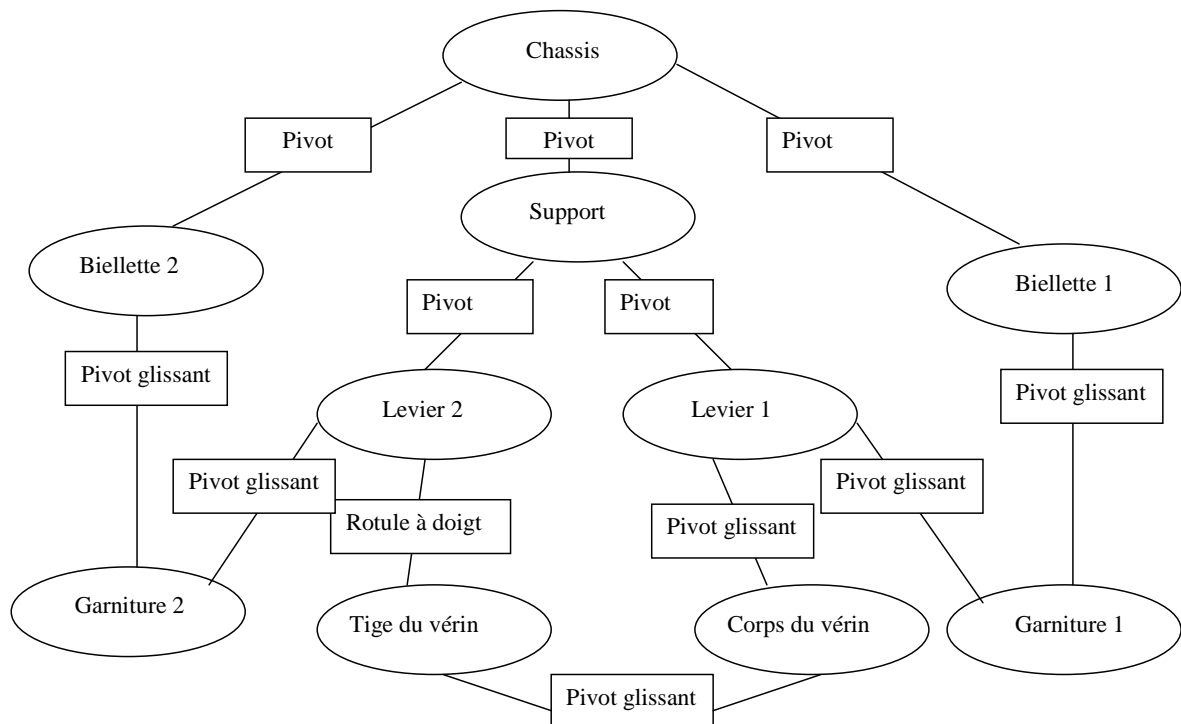 Chassis
Pivot
Pivot
Pivot
Support
Biellette 2
Biellette 1
Pivot
Pivot
Pivot glissant
Pivot glissant
Levier 2
Levier 1
Pivot glissant
Pivot glissant
Rotule à doigt
Pivot glissant
Garniture 2
Tige du vérin
Corps du vérin
Garniture 1
Pivot glissant